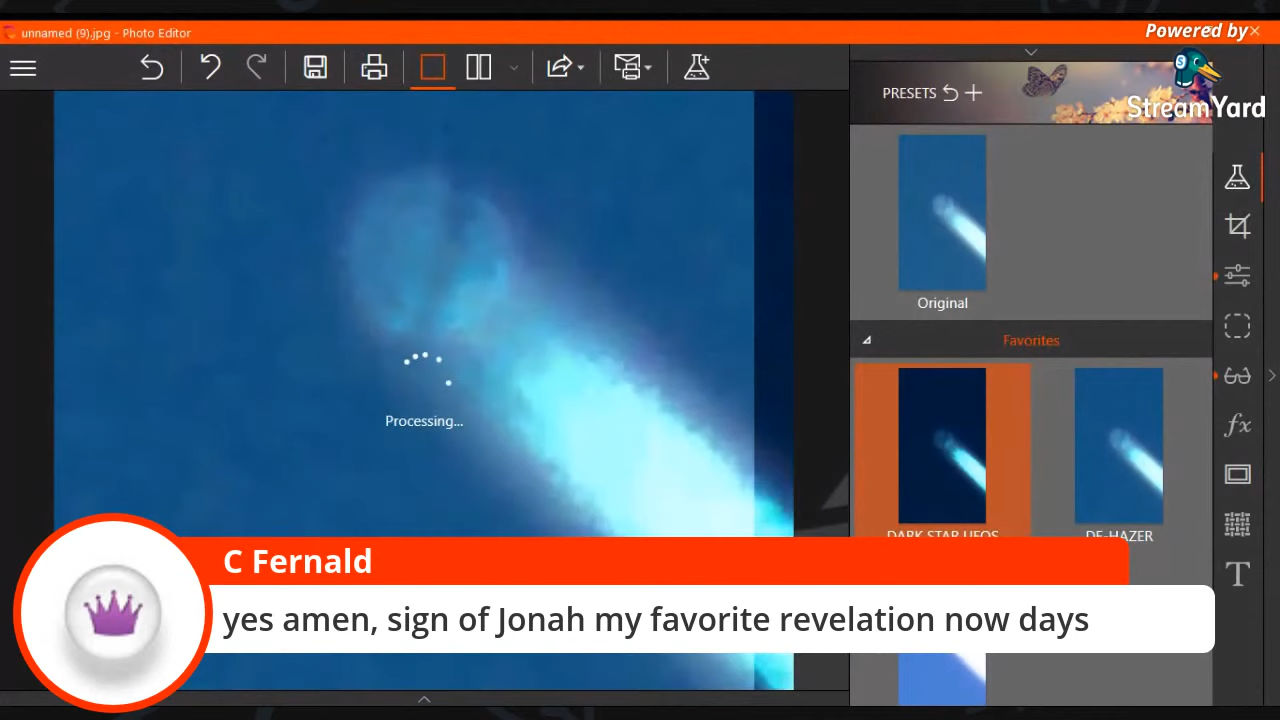 unnamed (9).jpg - Photo Editor
Powered by
StreamYard
PRESETS
Original
Favorites
Processing...
DARK STAR UFOS
DE-HAZER
fx
T
C Fernald
yes amen, sign of Jonah my favorite revelation now days